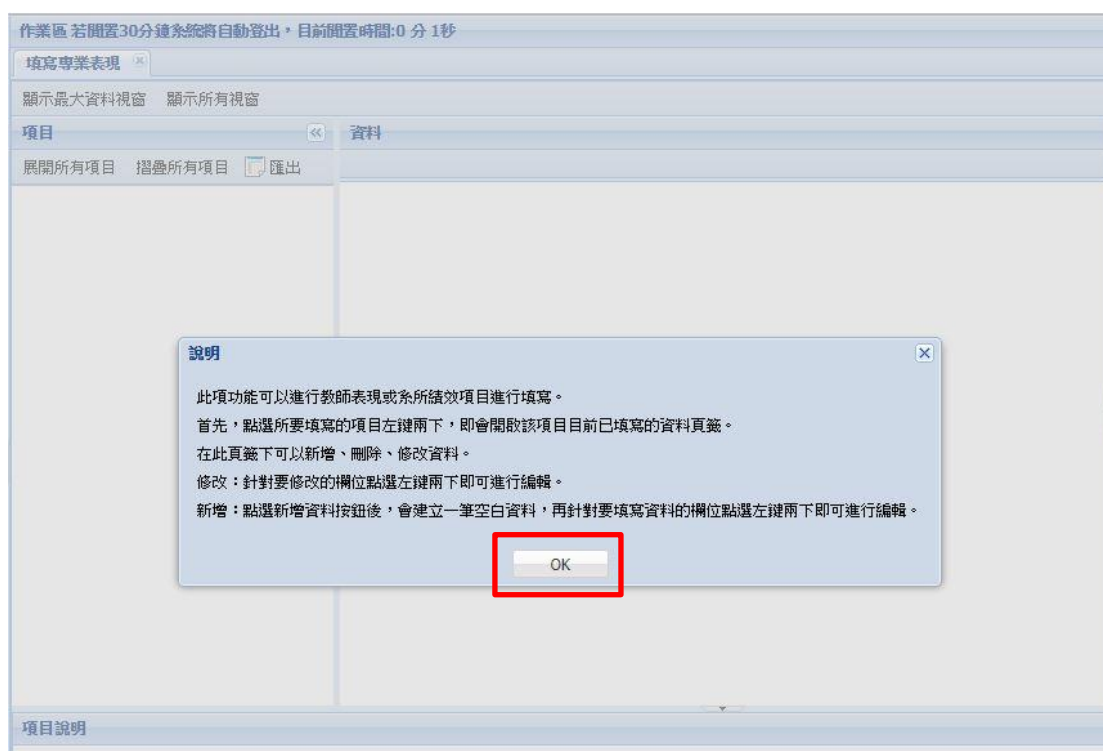 作業區 若閒置30分鐘系統將自動登出，目前閒置時間:0 分 1秒
填寫專業表現
顯示最大資料視窗 顯示所有視窗
項目 資料
展開所有項目 摺疊所有項目 匯出
說明
此項功能可以進行教師表現或系所績效項目進行填寫。
首先，點選所要填寫的項目左鍵兩下，即會開啟該項目目前已填寫的資料頁籤。
在此頁籤下可以新增、刪除、修改資料。
修改：針對要修改的欄位點選左鍵兩下即可進行編輯。
新增：點選新增資料按鈕後，會建立一筆空白資料，再針對要填寫資料的欄位點選左鍵兩下即可進行編輯。
OK
項目說明